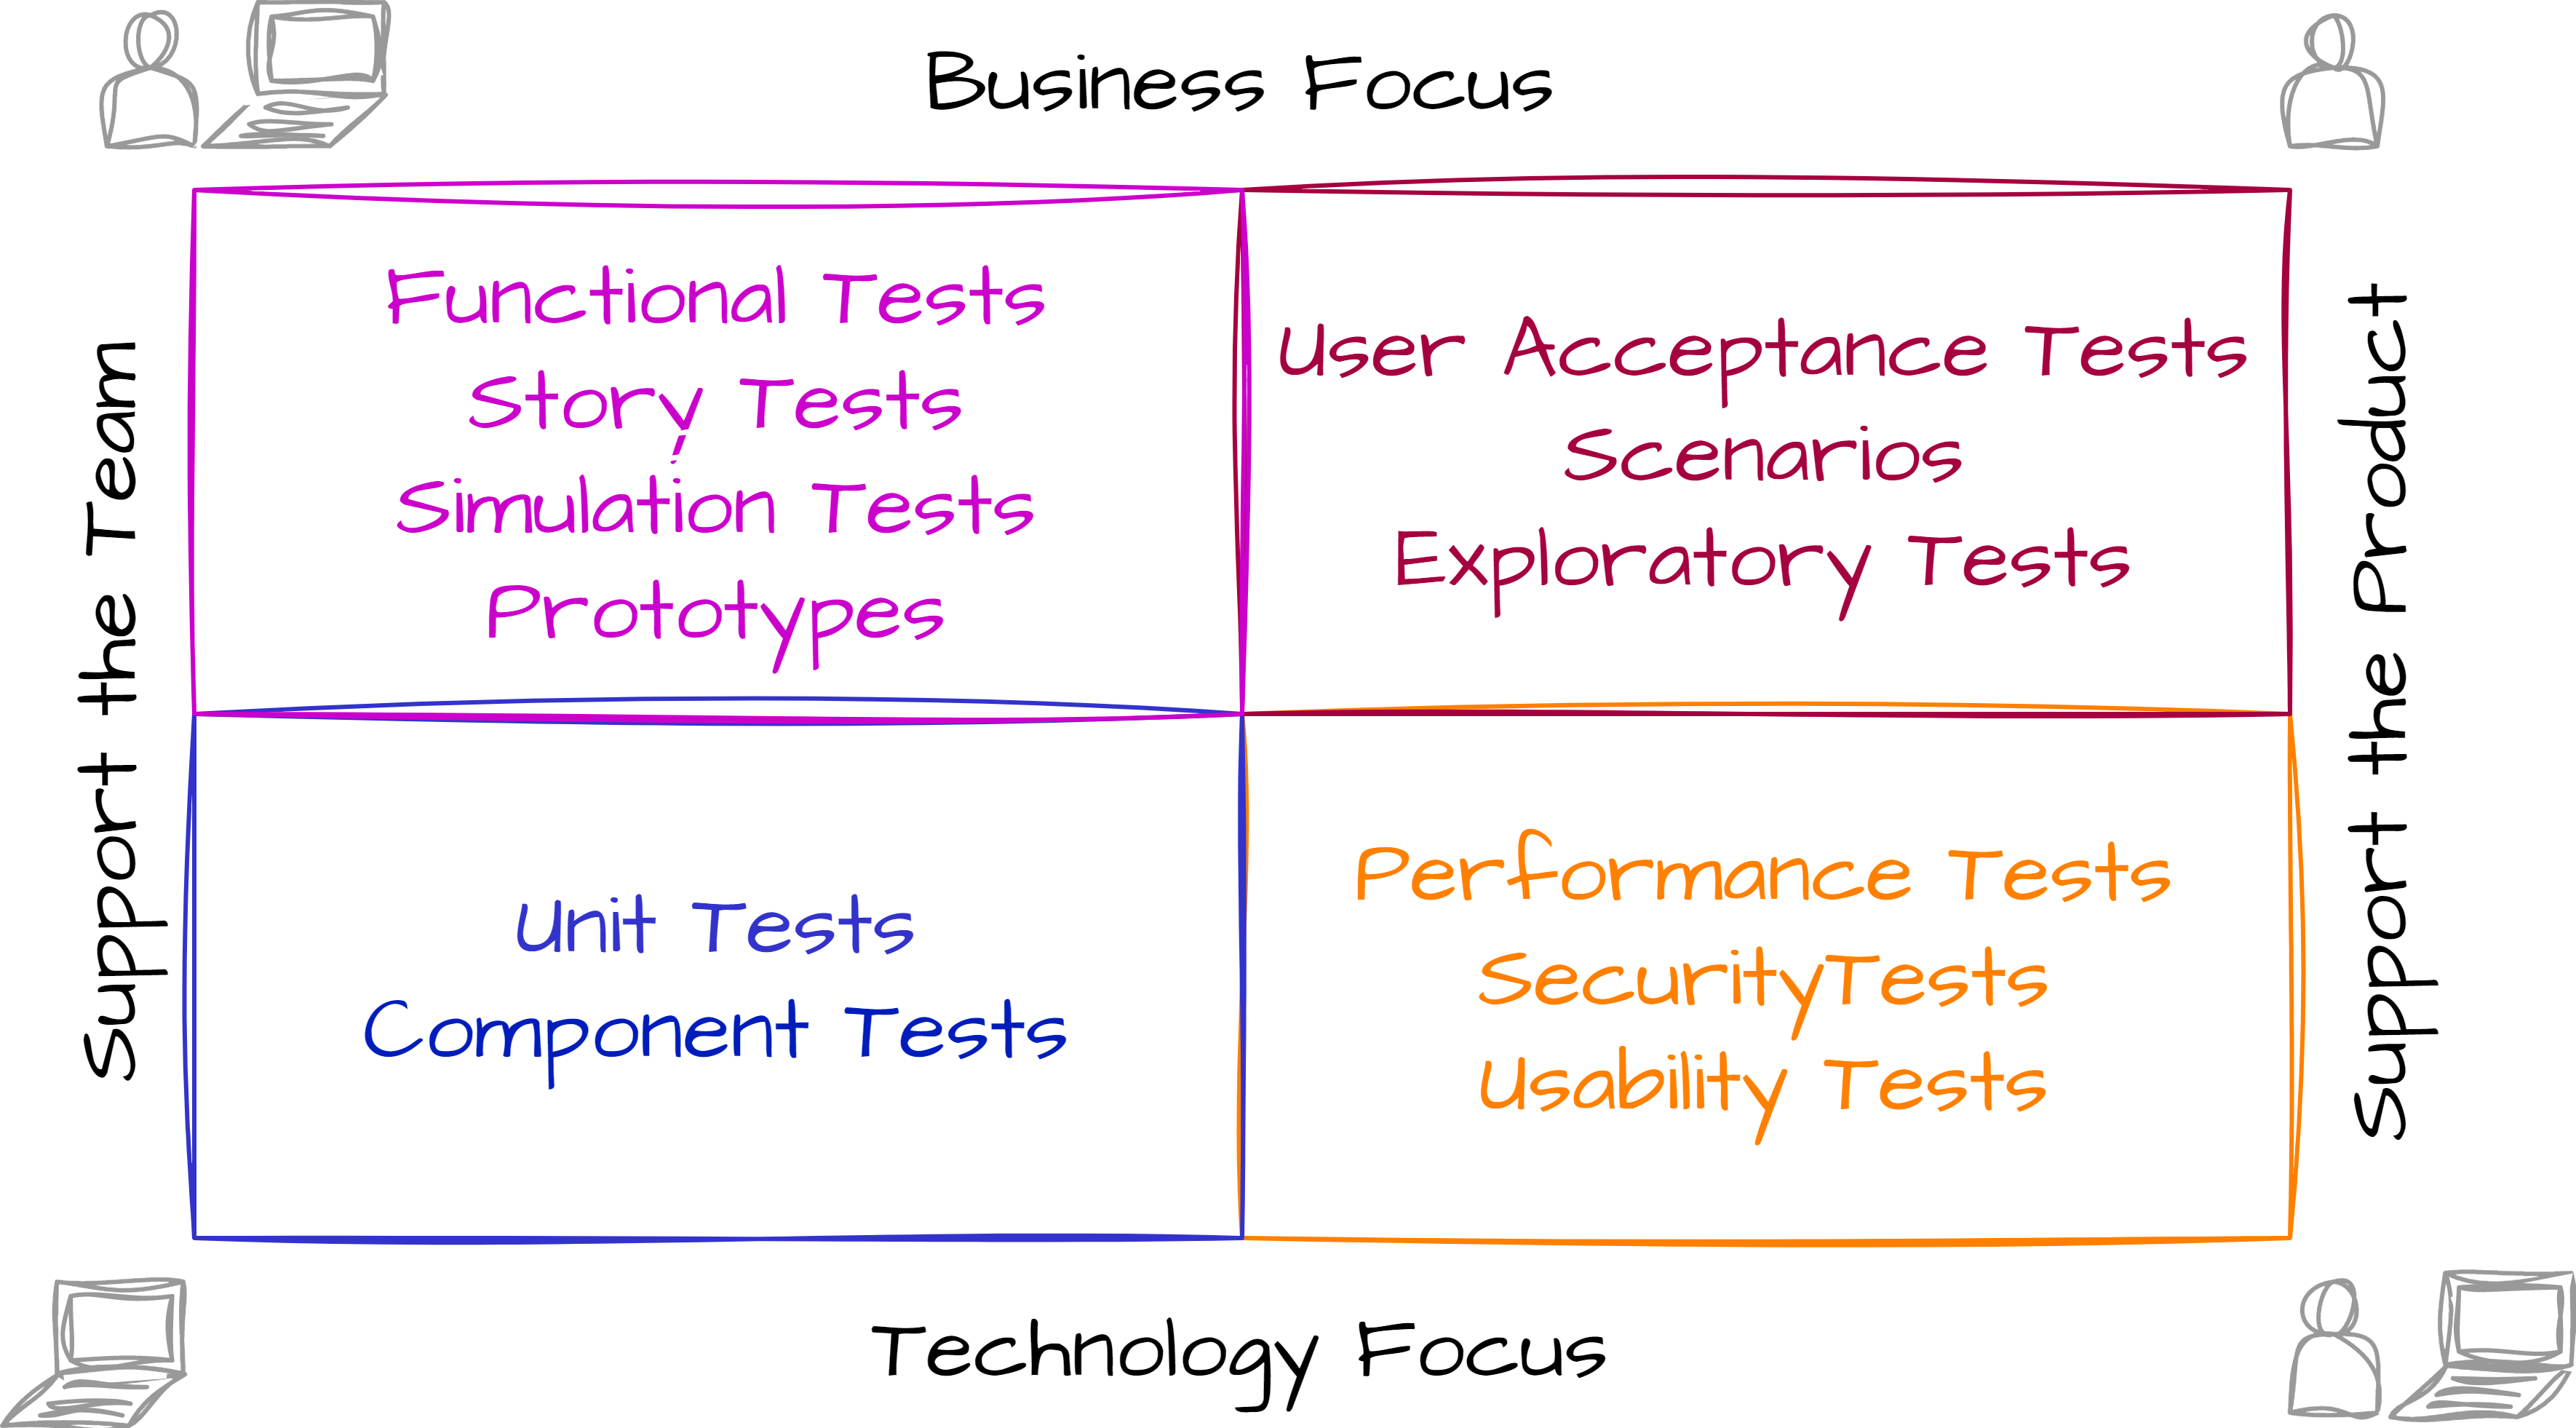 Business Focus
Support the Team
Functional Tests
Story Tests
Simulation Tests
Prototypes
User Acceptance Tests
Scenarios
Exploratory Tests
Support the Product
Unit Tests
Component Tests
Performance Tests
SecurityTests
Usability Tests
Technology Focus